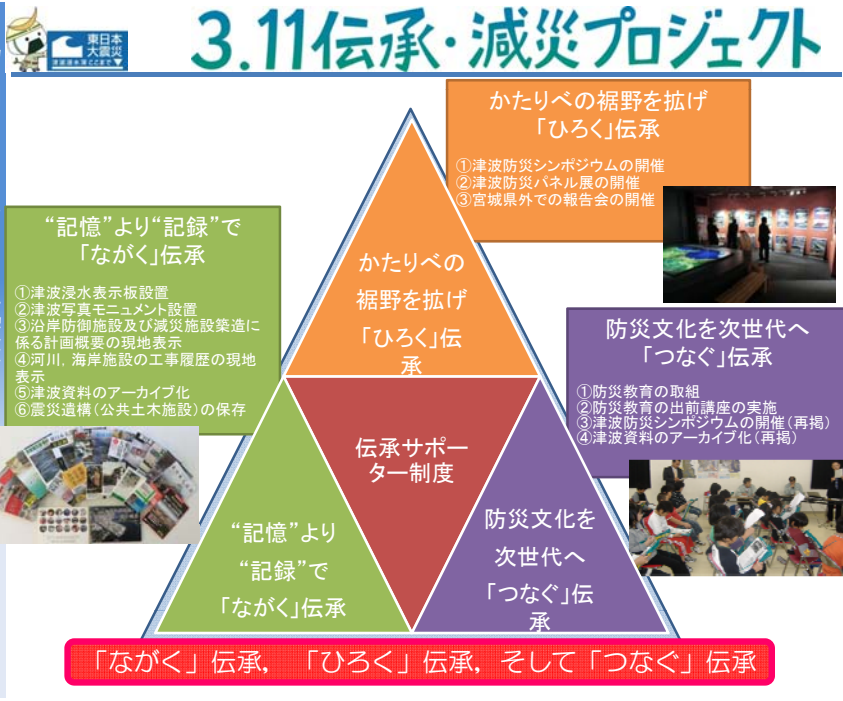 東日本
大震災
津波浸水深ここまで▼
3.11伝承・減災プロジェクト
かたりべの裾野を拡げ
「ひろく」伝承
①津波防災シンポジウムの開催
②津波防災パネル展の開催
③宮城県外での報告会の開催
“記憶”より“記録”で
「ながく」伝承
①津波浸水表示板設置
②津波写真モニュメント設置
③沿岸防御施設及び減災施設築造に
係る計画概要の現地表示
④河川，海岸施設の工事履歴の現地
表示
⑤津波資料のアーカイブ化
⑥震災遺構（公共土木施設）の保存
防災文化を次世代へ
「つなぐ」伝承
①防災教育の取組
②防災教育の出前講座の実施
③津波防災シンポジウムの開催（再掲）
④津波資料のアーカイブ化（再掲）
かたりべの
裾野を拡げ
「ひろく」伝
承
伝承サポー
ター制度
“記憶”より
“記録”で
「ながく」伝承
防災文化を
次世代へ
「つなぐ」伝
承
「ながく」伝承，「ひろく」伝承，そして「つなぐ」伝承